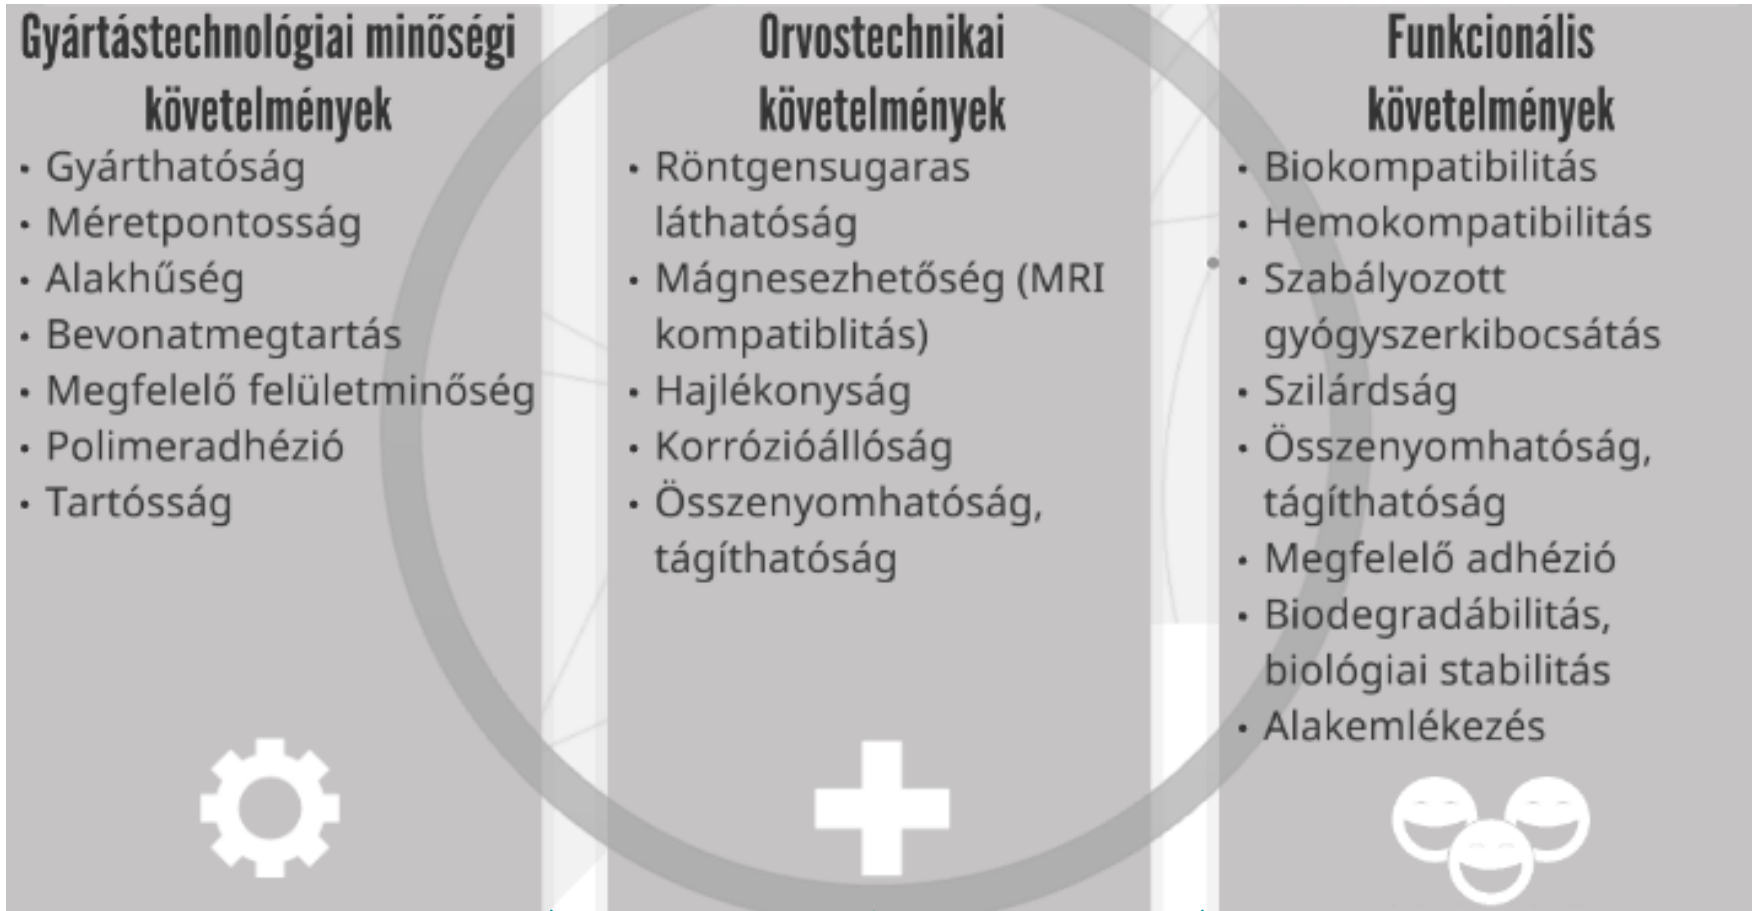 Gyártástechnológiai minőségi
követelmények
· Gyárthatóság
· Méretpontosság
· Alakhűség
· Bevonatmegtartás
· Megfelelő felületminőség
· Polimeradhézió
· Tartósság
Orvostechnikai
követelmények
· Röntgensugaras
láthatóság
· Mágnesezhetőség (MRI
kompatiblitás)
· Hajlékonyság
· Korrózióállóság
· Összenyomhatóság,
tágíthatóság
Funkcionális
követelmények
· Biokompatibilitás
· Hemokompatibilitás
· Szabályozott
gyógyszerkibocsátás
· Szilárdság
· Összenyomhatóság,
tágíthatóság
· Megfelelő adhézió
· Biodegradábilitás,
biológiai stabilitás
· Alakemlékezés